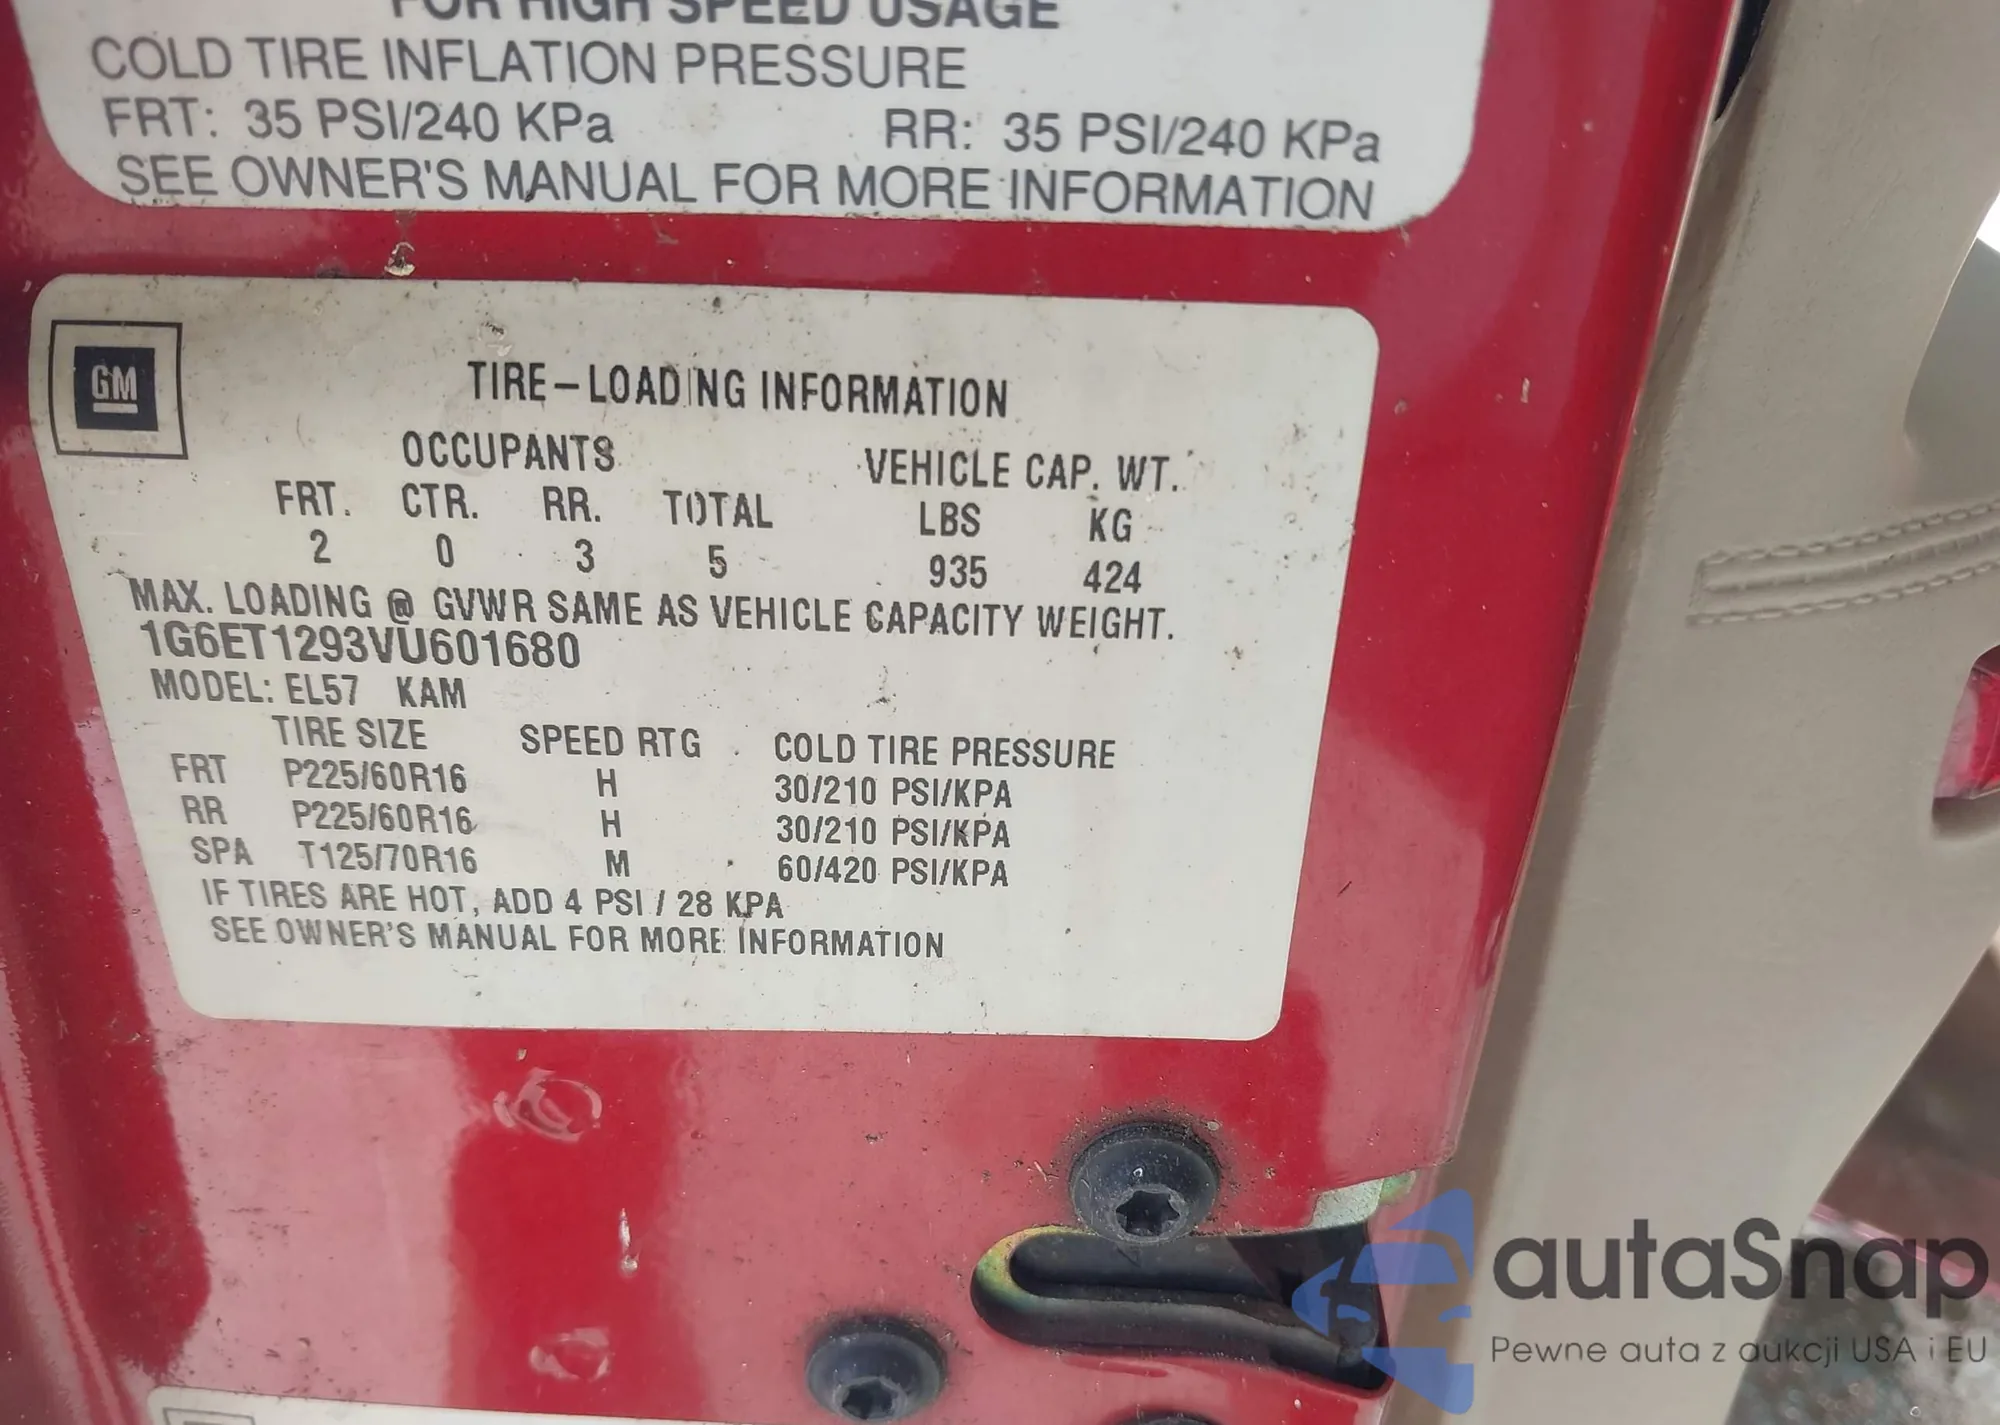 FOR HIGH SPEED USAGE
COLD TIRE INFLATION PRESSURE
FRT: 35 PSI/240 KPa RR: 35 PSI/240 KPa
SEE OWNER'S MANUAL FOR MORE INFORMATION
GM
TIRE-LOADING INFORMATION
OCCUPANTS VEHICLE CAP. WT.
FRT. CTR. RR. TOTAL LBS KG
2 0 3 5 935 424
MAX. LOADING @ GVWR SAME AS VEHICLE CAPACITY WEIGHT.
1G6ET1293VU601680
MODEL: EL57 KAM
TIRE SIZE SPEED RTG COLD TIRE PRESSURE
FRT P225/60R16 H 30/210 PSI/KPA
RR P225/60R16 H 30/210 PSI/KPA
SPA T125/70R16 M 60/420 PSI/KPA
IF TIRES ARE HOT, ADD 4 PSI / 28 KPA
SEE OWNER'S MANUAL FOR MORE INFORMATION
autaSnap
Pewne auta z aukcji USA i EU